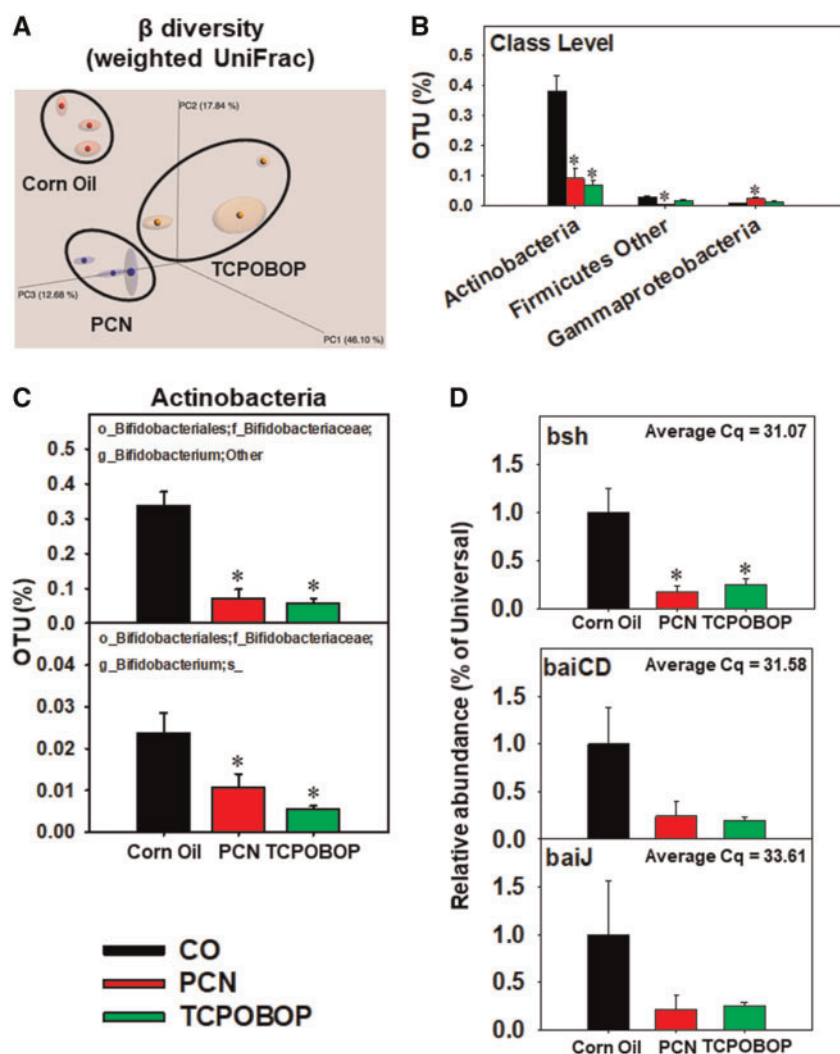 A
β diversity
(weighted UniFrac)
PC2 (17.84 %)
Corn Oil
TCPOBOP
PCN
PC3 (12.68 %)
PC1 (46.10 %)
B
Class Level
OTU (%)
0.5
0.4
0.3
0.2
0.1
0.0
*
*
*
*
Actinobacteria
Firmicutes Other
Gammaproteobacteria
C
Actinobacteria
o_Bifidobacteriales;f_Bifidobacteriaceae;
g_Bifidobacterium;Other
OTU (%)
0.5
0.4
0.3
0.2
0.1
0.0
*
*
o_Bifidobacteriales;f_Bifidobacteriaceae;
g_Bifidobacterium;s_
0.04
0.03
0.02
0.01
0.00
*
*
Corn Oil PCN TCPOBOP
CO
PCN
TCPOBOP
D
Relative abundance (% of Universal)
bsh Average Cq = 31.07
1.5
1.0
0.5
0.0
*
*
Corn Oil PCN TCPOBOP
baiCD Average Cq = 31.58
1.5
1.0
0.5
0.0
baiJ Average Cq = 33.61
1.5
1.0
0.5
0.0
Corn Oil PCN TCPOBOP